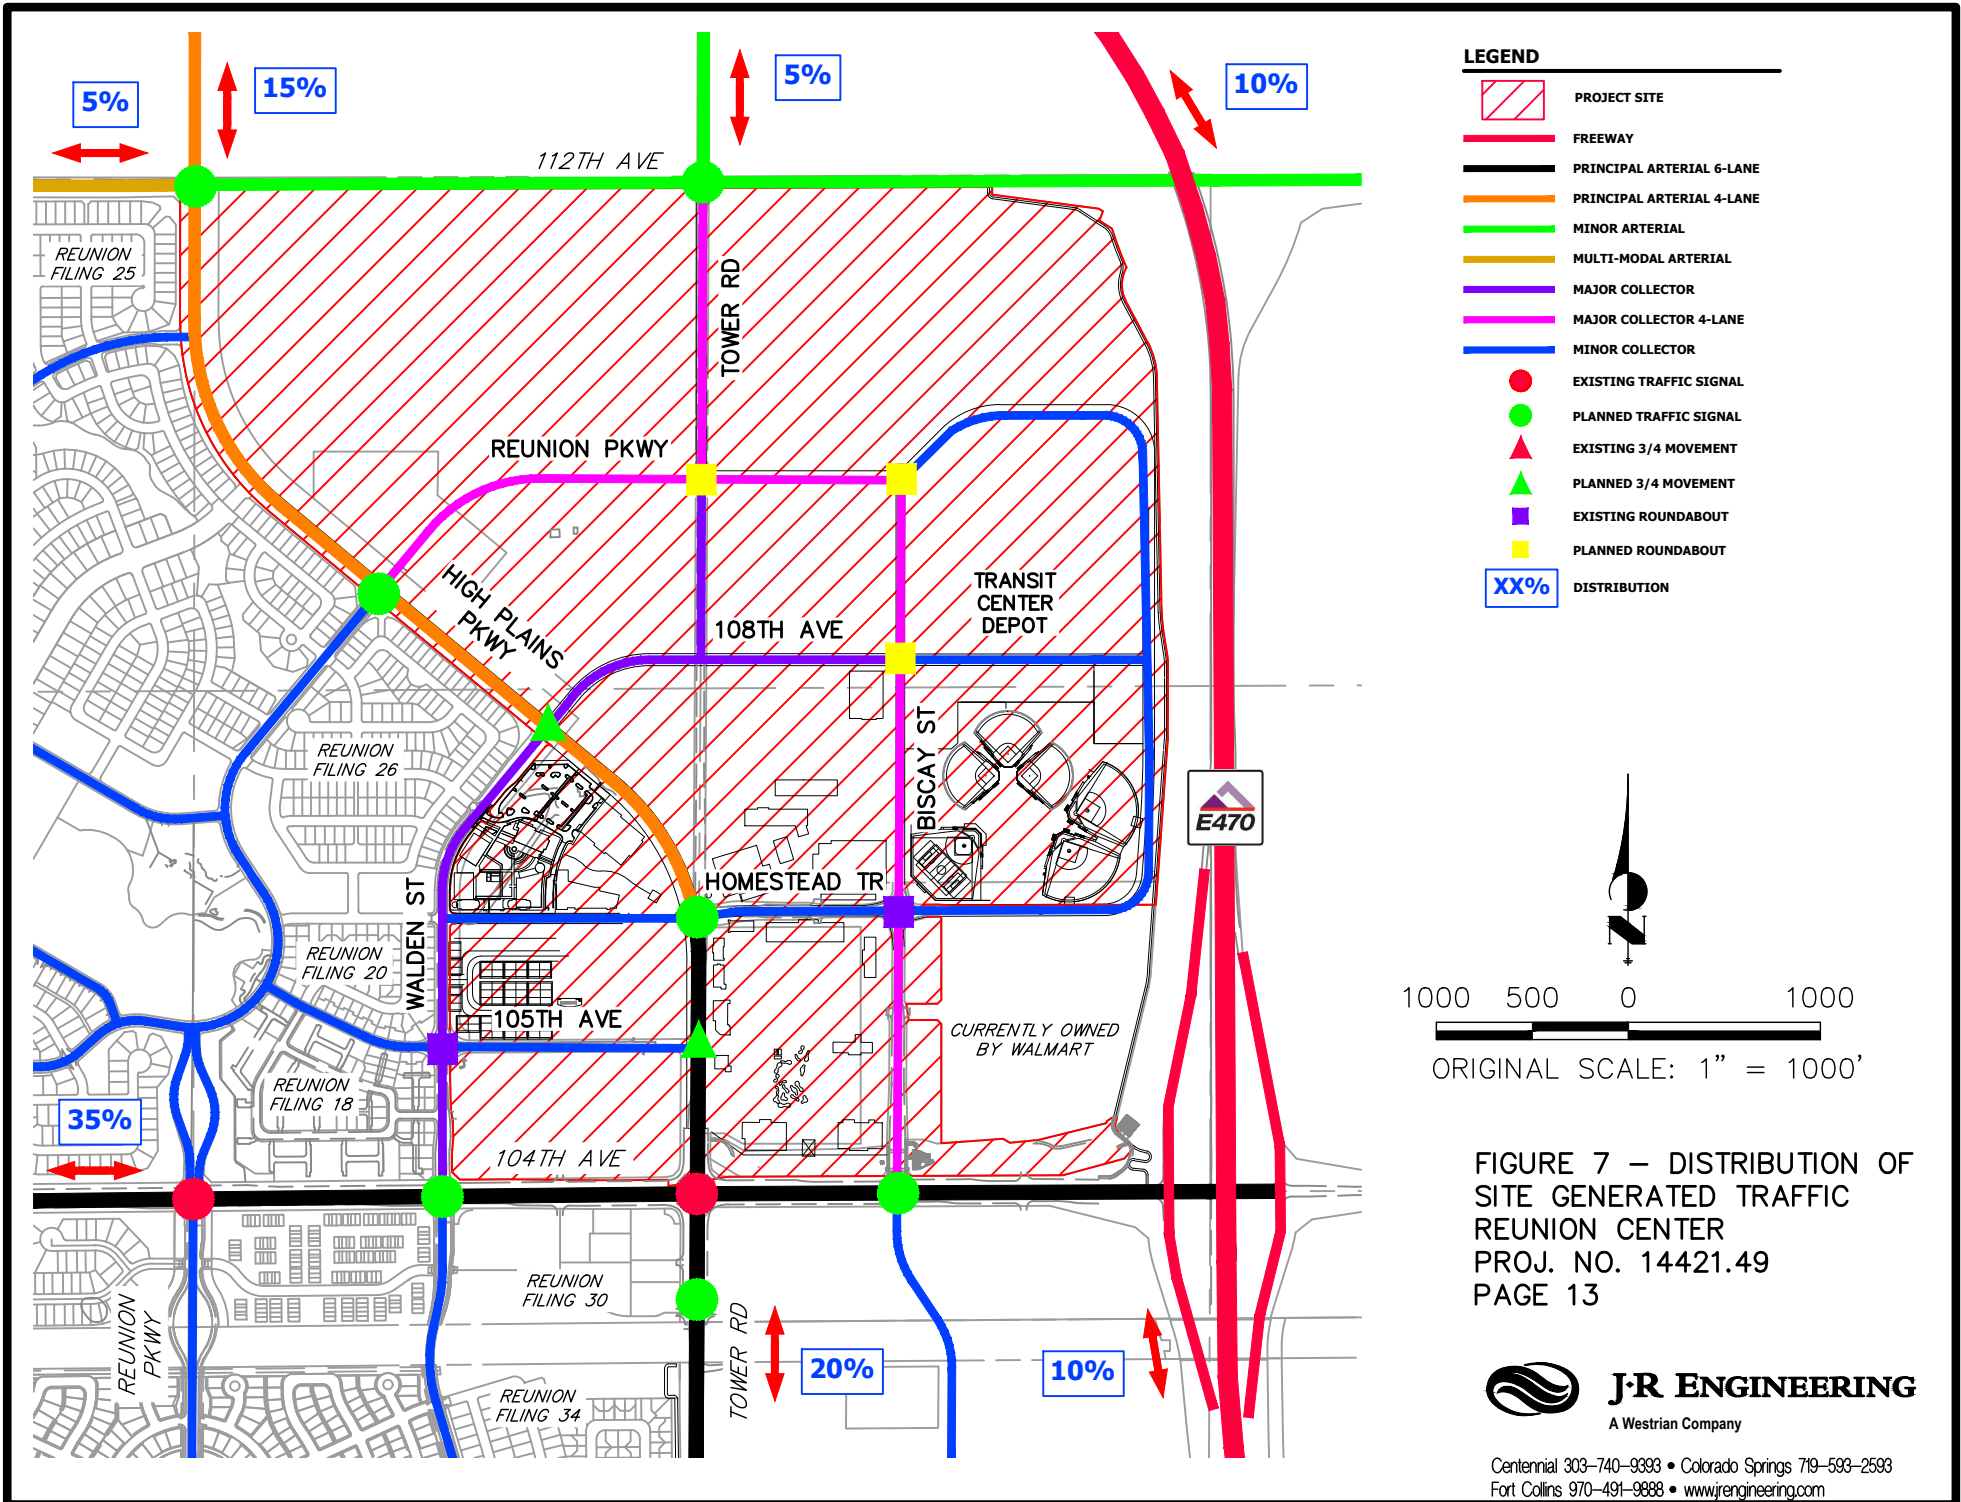 5%
15%
5%
10%
112TH AVE
REUNION
FILING 25
TOWER RD
REUNION PKWY
HIGH PLAINS
PKWY
108TH AVE
TRANSIT
CENTER
DEPOT
REUNION
FILING 26
BISCAY ST
E470
HOMESTEAD TR
WALDEN ST
REUNION
FILING 20
105TH AVE
CURRENTLY OWNED
BY WALMART
REUNION
FILING 18
35%
104TH AVE
REUNION
PKWY
REUNION
FILING 30
TOWER RD
20%
10%
REUNION
FILING 34
LEGEND
PROJECT SITE
FREEWAY
PRINCIPAL ARTERIAL 6-LANE
PRINCIPAL ARTERIAL 4-LANE
MINOR ARTERIAL
MULTI-MODAL ARTERIAL
MAJOR COLLECTOR
MAJOR COLLECTOR 4-LANE
MINOR COLLECTOR
EXISTING TRAFFIC SIGNAL
PLANNED TRAFFIC SIGNAL
EXISTING 3/4 MOVEMENT
PLANNED 3/4 MOVEMENT
EXISTING ROUNDABOUT
PLANNED ROUNDABOUT
XX% DISTRIBUTION
N
1000 500 0 1000
ORIGINAL SCALE: 1" = 1000'
FIGURE 7 – DISTRIBUTION OF
SITE GENERATED TRAFFIC
REUNION CENTER
PROJ. NO. 14421.49
PAGE 13
J·R ENGINEERING
A Westrian Company
Centennial 303–740–9393 • Colorado Springs 719–593–2593
Fort Collins 970–491–9888 • www.jrengineering.com